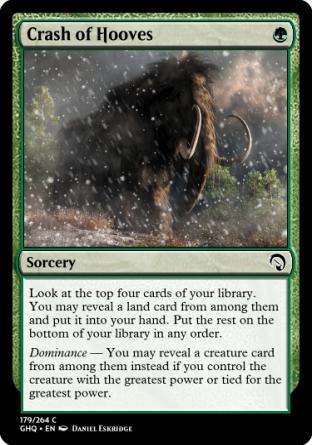 Crash of Hooves
Sorcery
Look at the top four cards of your library.
You may reveal a land card from among them
and put it into your hand. Put the rest on the
bottom of your library in any order.
Dominance — You may reveal a creature card
from among them instead if you control the
creature with the greatest power or tied for the
greatest power.
179/264 C
GHQ • EN Daniel Eskridge